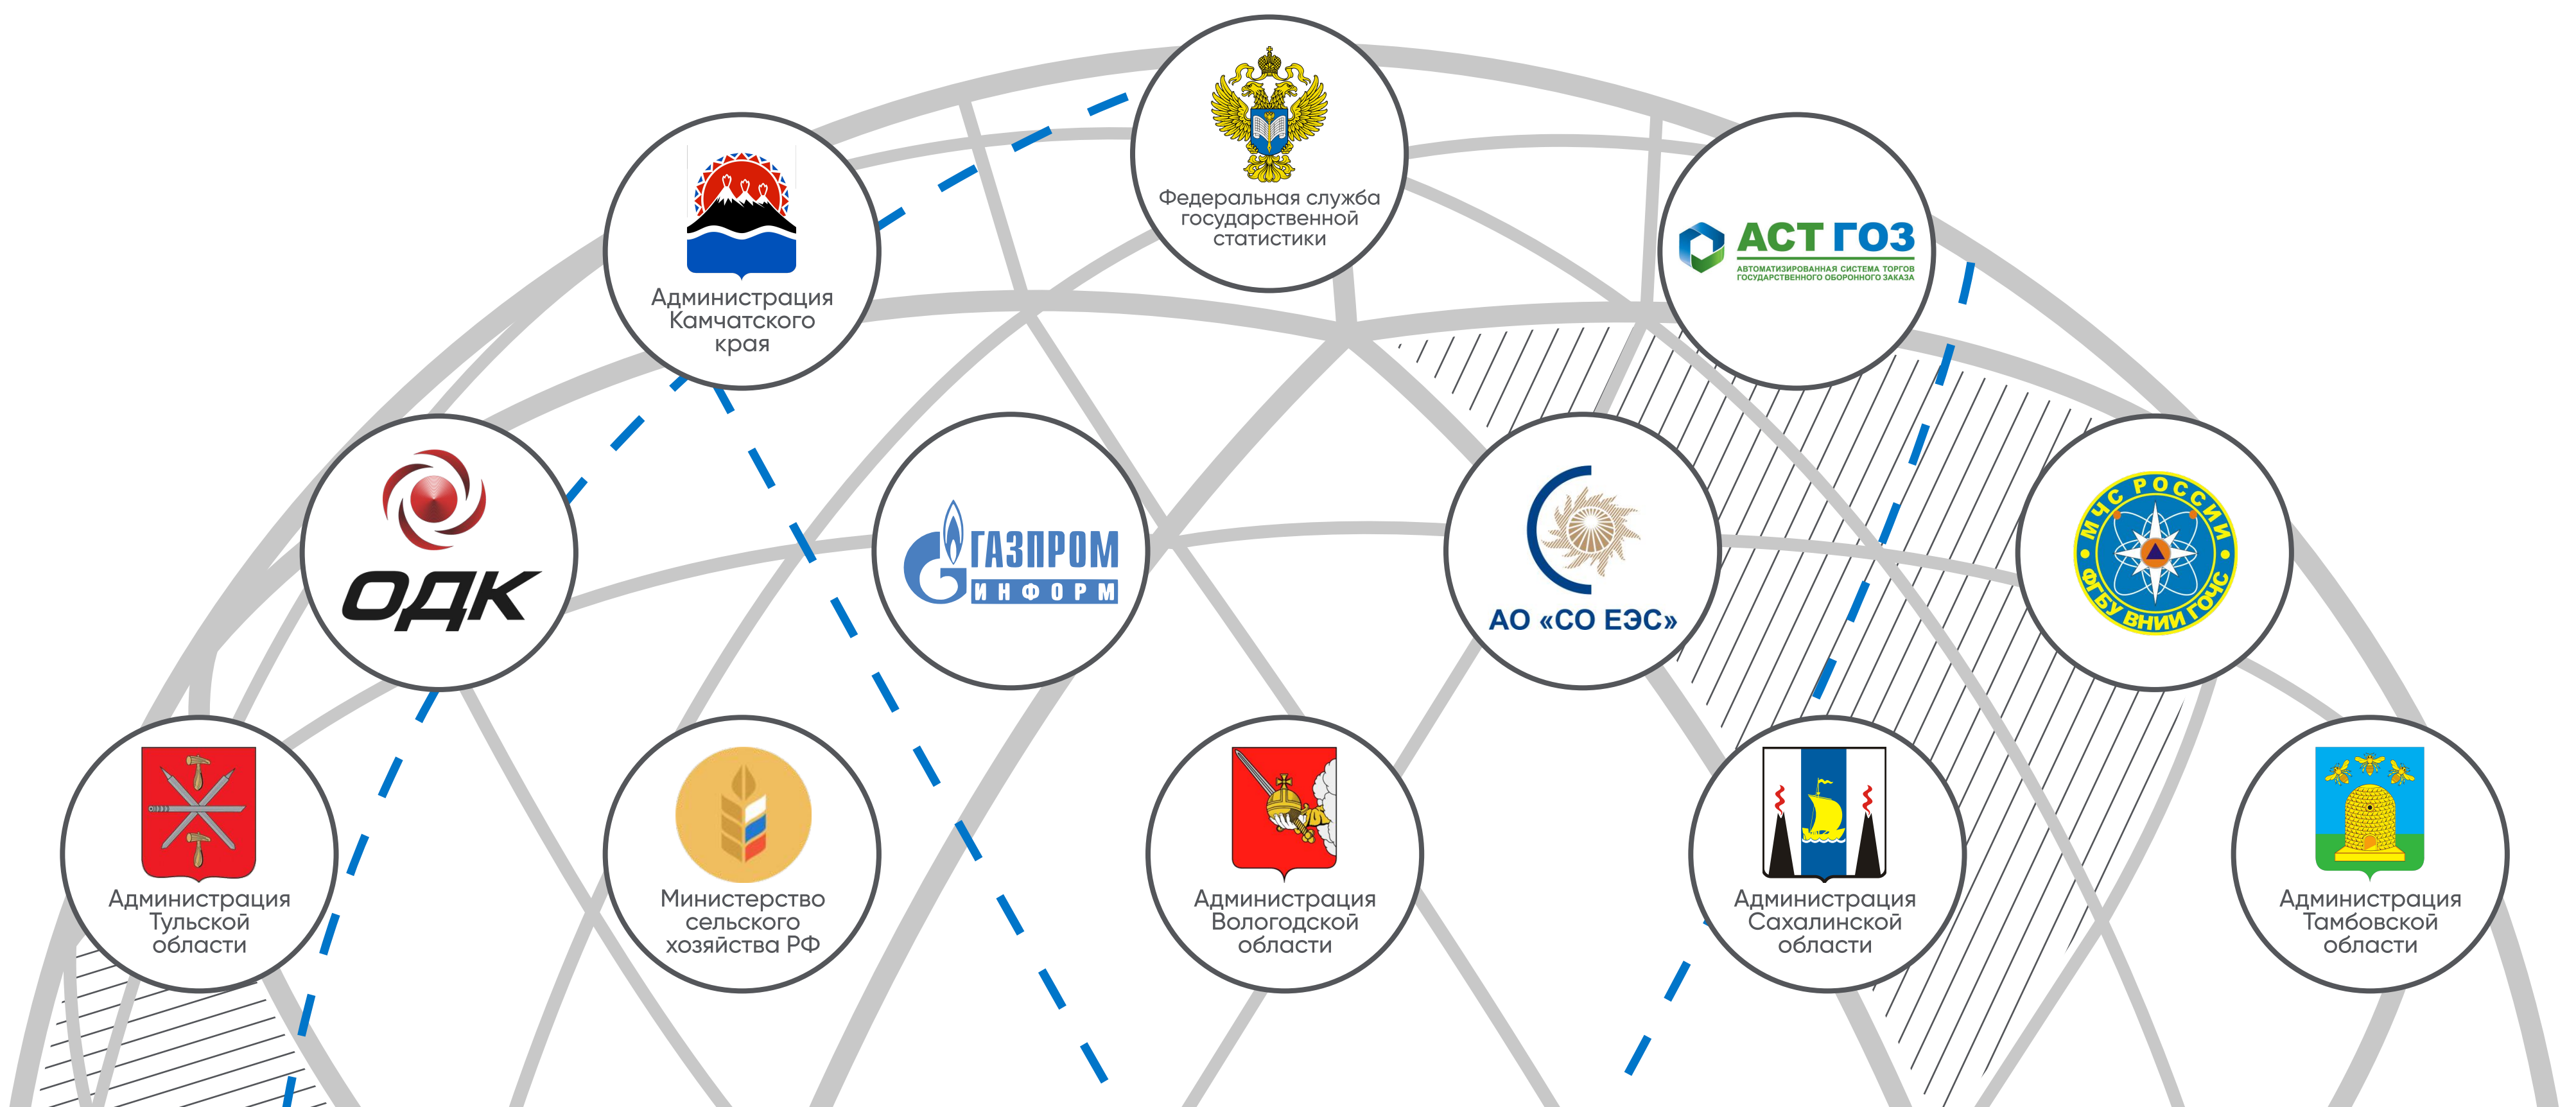 Федеральная служба
государственной
статистики
Администрация
Камчатского
края
АСТ ГОЗ
АВТОМАТИЗИРОВАННАЯ СИСТЕМА ТОРГОВ
ГОСУДАРСТВЕННОГО ОБОРОННОГО ЗАКАЗА
ОДК
ГАЗПРОМ
ИНФОРМ
АО «СО ЕЭС»
МЧС РОССИИ
ФГБУ ВНИИ ГОЧС
Администрация
Тульской
области
Министерство
сельского
хозяйства РФ
Администрация
Вологодской
области
Администрация
Сахалинской
области
Администрация
Тамбовской
области